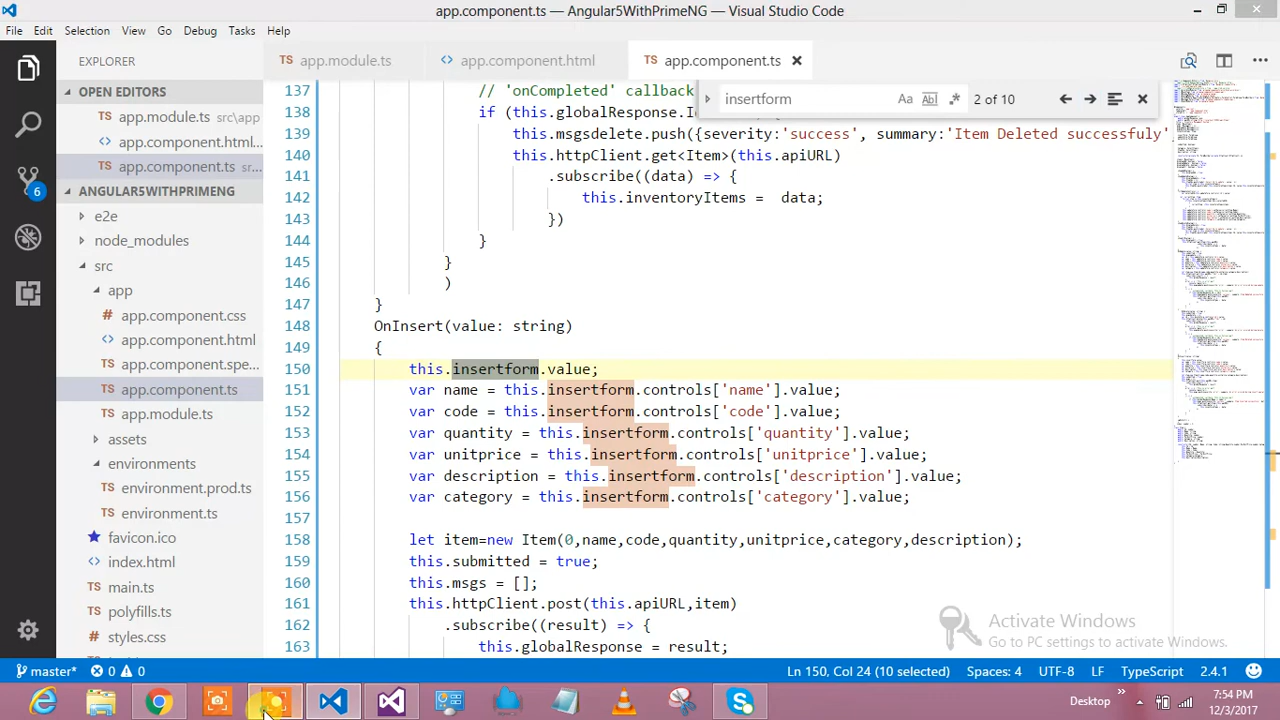 app.component.ts — Angular5WithPrimeNG — Visual Studio Code
File Edit Selection View Go Debug Tasks Help
EXPLORER
OPEN EDITORS
TS app.module.ts src\app
<> app.component.html...
TS app.component.ts ...
ANGULAR5WITHPRIMENG
e2e
node_modules
src
app
# app.component.css
<> app.component.html
TS app.component.spe...
TS app.component.ts
TS app.module.ts
assets
environments
TS environment.prod.ts
TS environment.ts
favicon.ico
<> index.html
TS main.ts
TS polyfills.ts
# styles.css
6
TS app.module.ts <> app.component.html TS app.component.ts ×
insertform Aa Abl .* 2 of 10
137 // 'onCompleted' callback
138 if (this.globalResponse.I
139 this.msgsdelete.push({severity:'success', summary:'Item Deleted successfuly'
140 this.httpClient.get<Item>(this.apiURL)
141 .subscribe((data) => {
142 this.inventoryItems =  data;
143 })
144 }
145 }
146 )
147 }
148 OnInsert(value: string)
149 {
150 this.insertform.value;
151 var name = this.insertform.controls['name'].value;
152 var code = this.insertform.controls['code'].value;
153 var quantity = this.insertform.controls['quantity'].value;
154 var unitprice = this.insertform.controls['unitprice'].value;
155 var description = this.insertform.controls['description'].value;
156 var category = this.insertform.controls['category'].value;
157
158 let item=new Item(0,name,code,quantity,unitprice,category,description);
159 this.submitted = true;
160 this.msgs = [];
161 this.httpClient.post(this.apiURL,item)
162 .subscribe((result) => {
163 this.globalResponse = result;
Activate Windows
Go to PC settings to activate Windows.
master* 0 0 Ln 150, Col 24 (10 selected) Spaces: 4 UTF-8 LF TypeScript 2.4.1
Desktop » 7:54 PM
12/3/2017